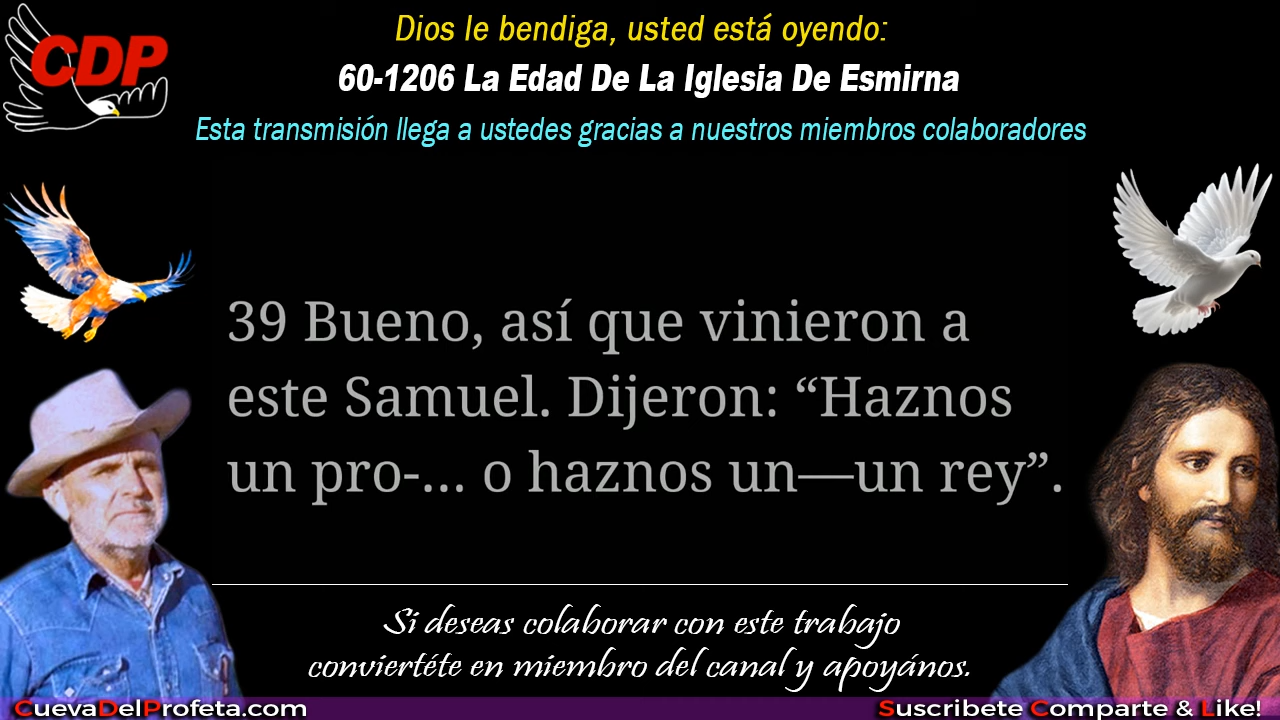 CDP
Dios le bendiga, usted está oyendo:
60-1206 La Edad De La Iglesia De Esmirna
Esta transmisión llega a ustedes gracias a nuestros miembros colaboradores
39 Bueno, así que vinieron a
este Samuel. Dijeron: “Haznos
un pro-… o haznos un—un rey”.
Si deseas colaborar con este trabajo
conviertéte en miembro del canal y apoyános.
CuevaDelProfeta.com
Suscribete Comparte & Like!